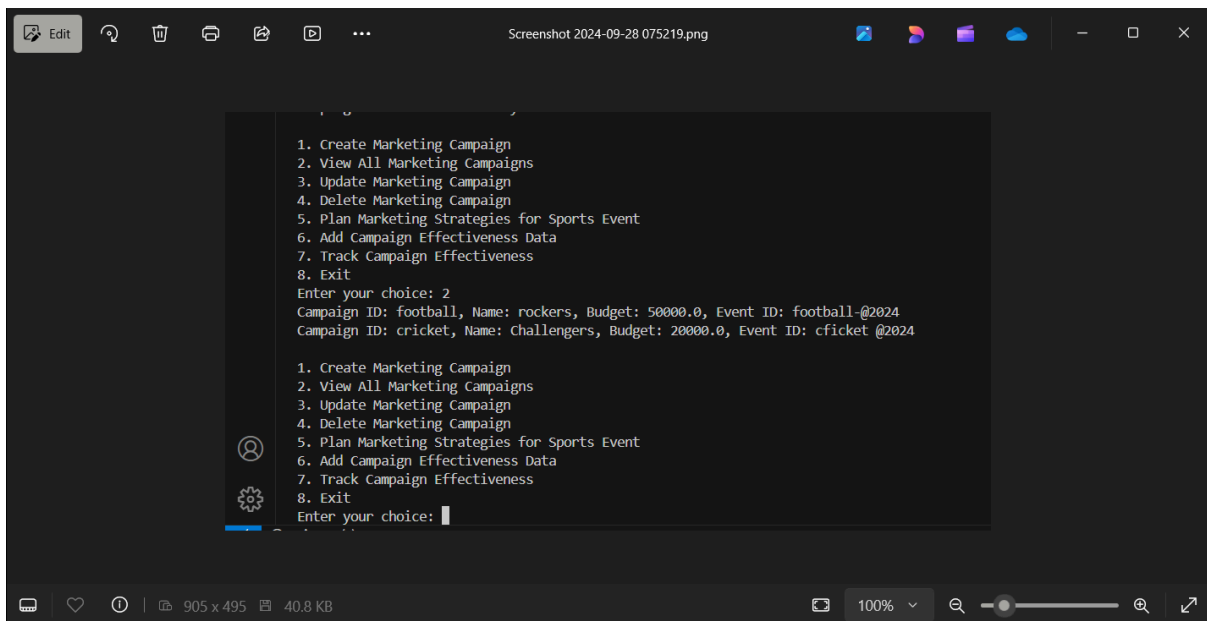 Edit
Screenshot 2024-09-28 075219.png
1. Create Marketing Campaign
2. View All Marketing Campaigns
3. Update Marketing Campaign
4. Delete Marketing Campaign
5. Plan Marketing Strategies for Sports Event
6. Add Campaign Effectiveness Data
7. Track Campaign Effectiveness
8. Exit
Enter your choice: 2
Campaign ID: football, Name: rockers, Budget: 50000.0, Event ID: football-@2024
Campaign ID: cricket, Name: Challengers, Budget: 20000.0, Event ID: cficket @2024
1. Create Marketing Campaign
2. View All Marketing Campaigns
3. Update Marketing Campaign
4. Delete Marketing Campaign
5. Plan Marketing Strategies for Sports Event
6. Add Campaign Effectiveness Data
7. Track Campaign Effectiveness
8. Exit
Enter your choice:
905 x 495 40.8 KB
100%